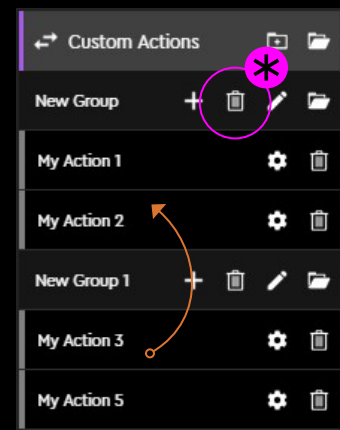 Custom Actions
New Group
My Action 1
My Action 2
New Group 1
My Action 3
My Action 5